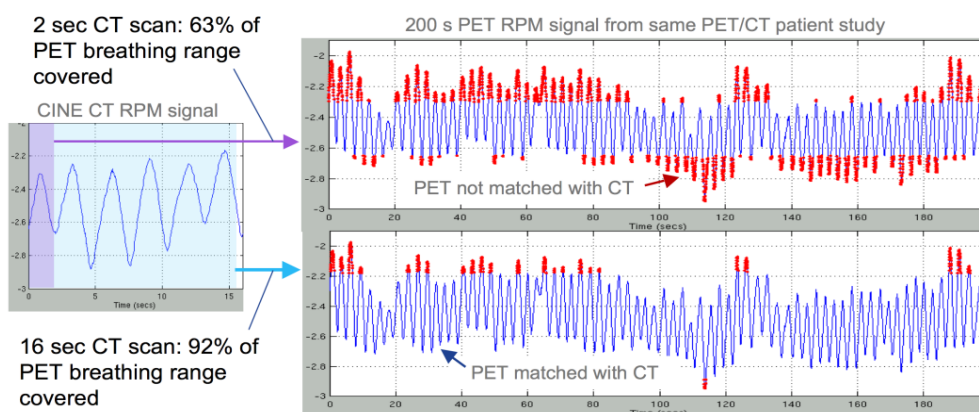 2 sec CT scan: 63% of
PET breathing range
covered
CINE CT RPM signal
-2
-2.2
-2.4
-2.6
-2.8
-3
0
5
10
15
Time (secs)
16 sec CT scan: 92% of
PET breathing range
covered
200 s PET RPM signal from same PET/CT patient study
-2
-2.2
-2.4
-2.6
-2.8
-3
PET not matched with CT
0 20 40 60 80 100 120 140 160 180
Time (secs)
-2
-2.2
-2.4
-2.6
-2.8
-3
PET matched with CT
0 20 40 60 80 100 120 140 160 180
Time (secs)